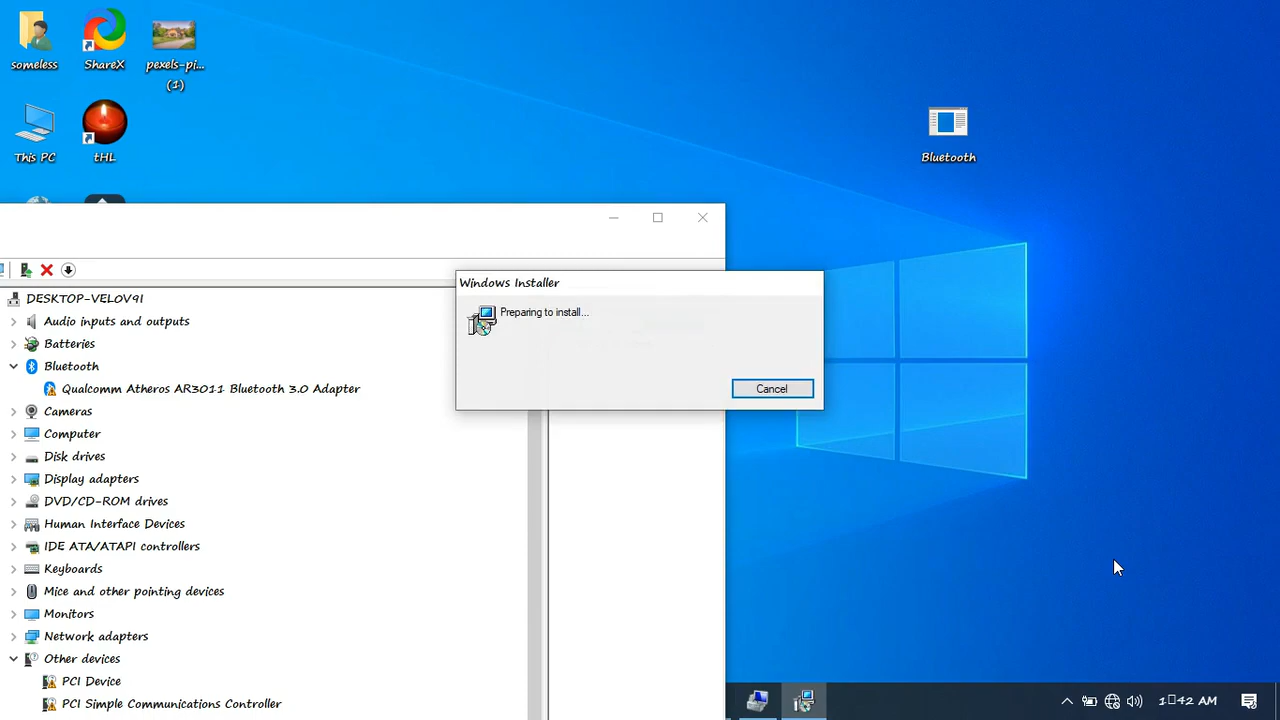 someless
ShareX
pexels-pi...
(1)
This PC
tHL
Bluetooth
Windows Installer
Preparing to install...
Cancel
DESKTOP-VELOV9I
Audio inputs and outputs
Batteries
Bluetooth
Qualcomm Atheros AR3011 Bluetooth 3.0 Adapter
Cameras
Computer
Disk drives
Display adapters
DVD/CD-ROM drives
Human Interface Devices
IDE ATA/ATAPI controllers
Keyboards
Mice and other pointing devices
Monitors
Network adapters
Other devices
PCI Device
PCI Simple Communications Controller
1▯42 AM